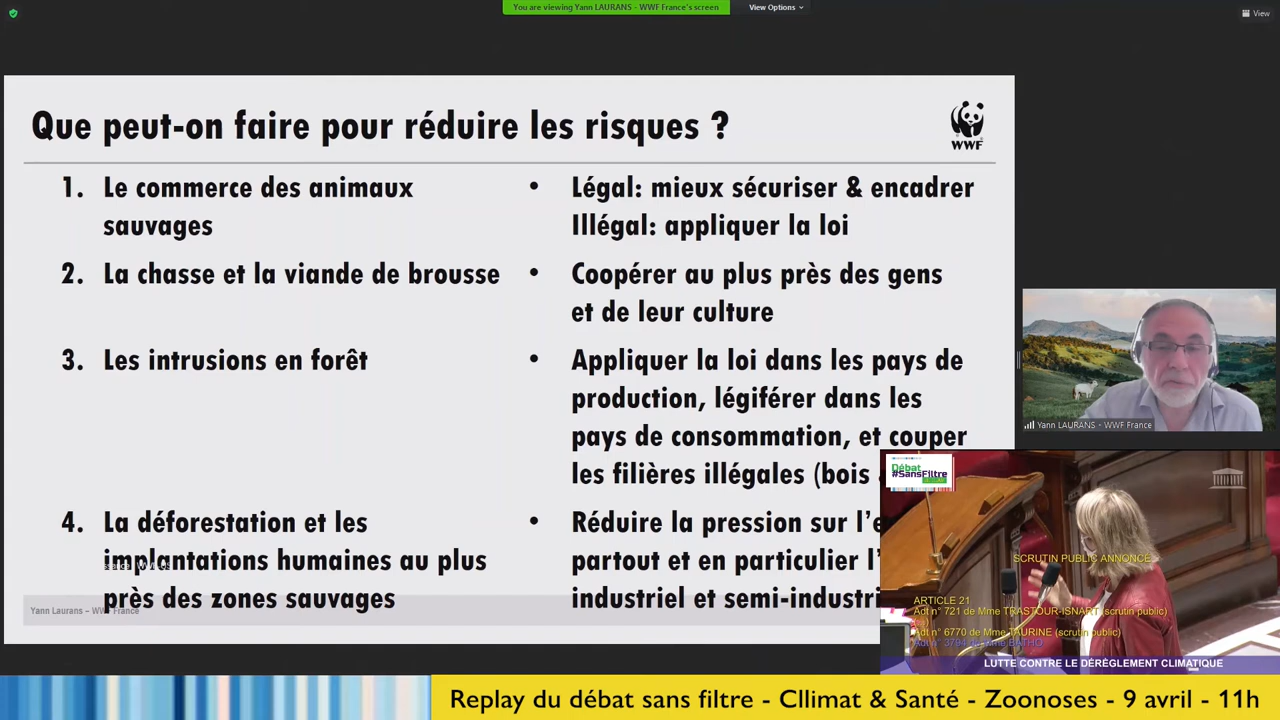 You are viewing Yann LAURANS - WWF France's screen
View Options
View
Que peut-on faire pour réduire les risques ?
WWF
1. Le commerce des animaux
sauvages
• Légal: mieux sécuriser & encadrer
Illégal: appliquer la loi
2. La chasse et la viande de brousse
• Coopérer au plus près des gens
et de leur culture
3. Les intrusions en forêt
• Appliquer la loi dans les pays de
production, légiférer dans les
pays de consommation, et couper
les filières illégales (bois
4. La déforestation et les
implantations humaines au plus
près des zones sauvages
• Réduire la pression sur l'e
partout et en particulier l'
industriel et semi-industri
Yann Laurans – WWF France
Yann LAURANS - WWF France
Débat
#SansFiltre
SCRUTIN PUBLIC ANNONCÉ
ARTICLE 21
Adt n° 721 de Mme TRASTOUR-ISNART (scrutin public)
Adt n° 6770 de Mme TAURINE (scrutin public)
Adt n° 3794 de Mme BATHO
LUTTE CONTRE LE DÉRÈGLEMENT CLIMATIQUE
Replay du débat sans filtre - Cllimat & Santé - Zoonoses - 9 avril - 11h